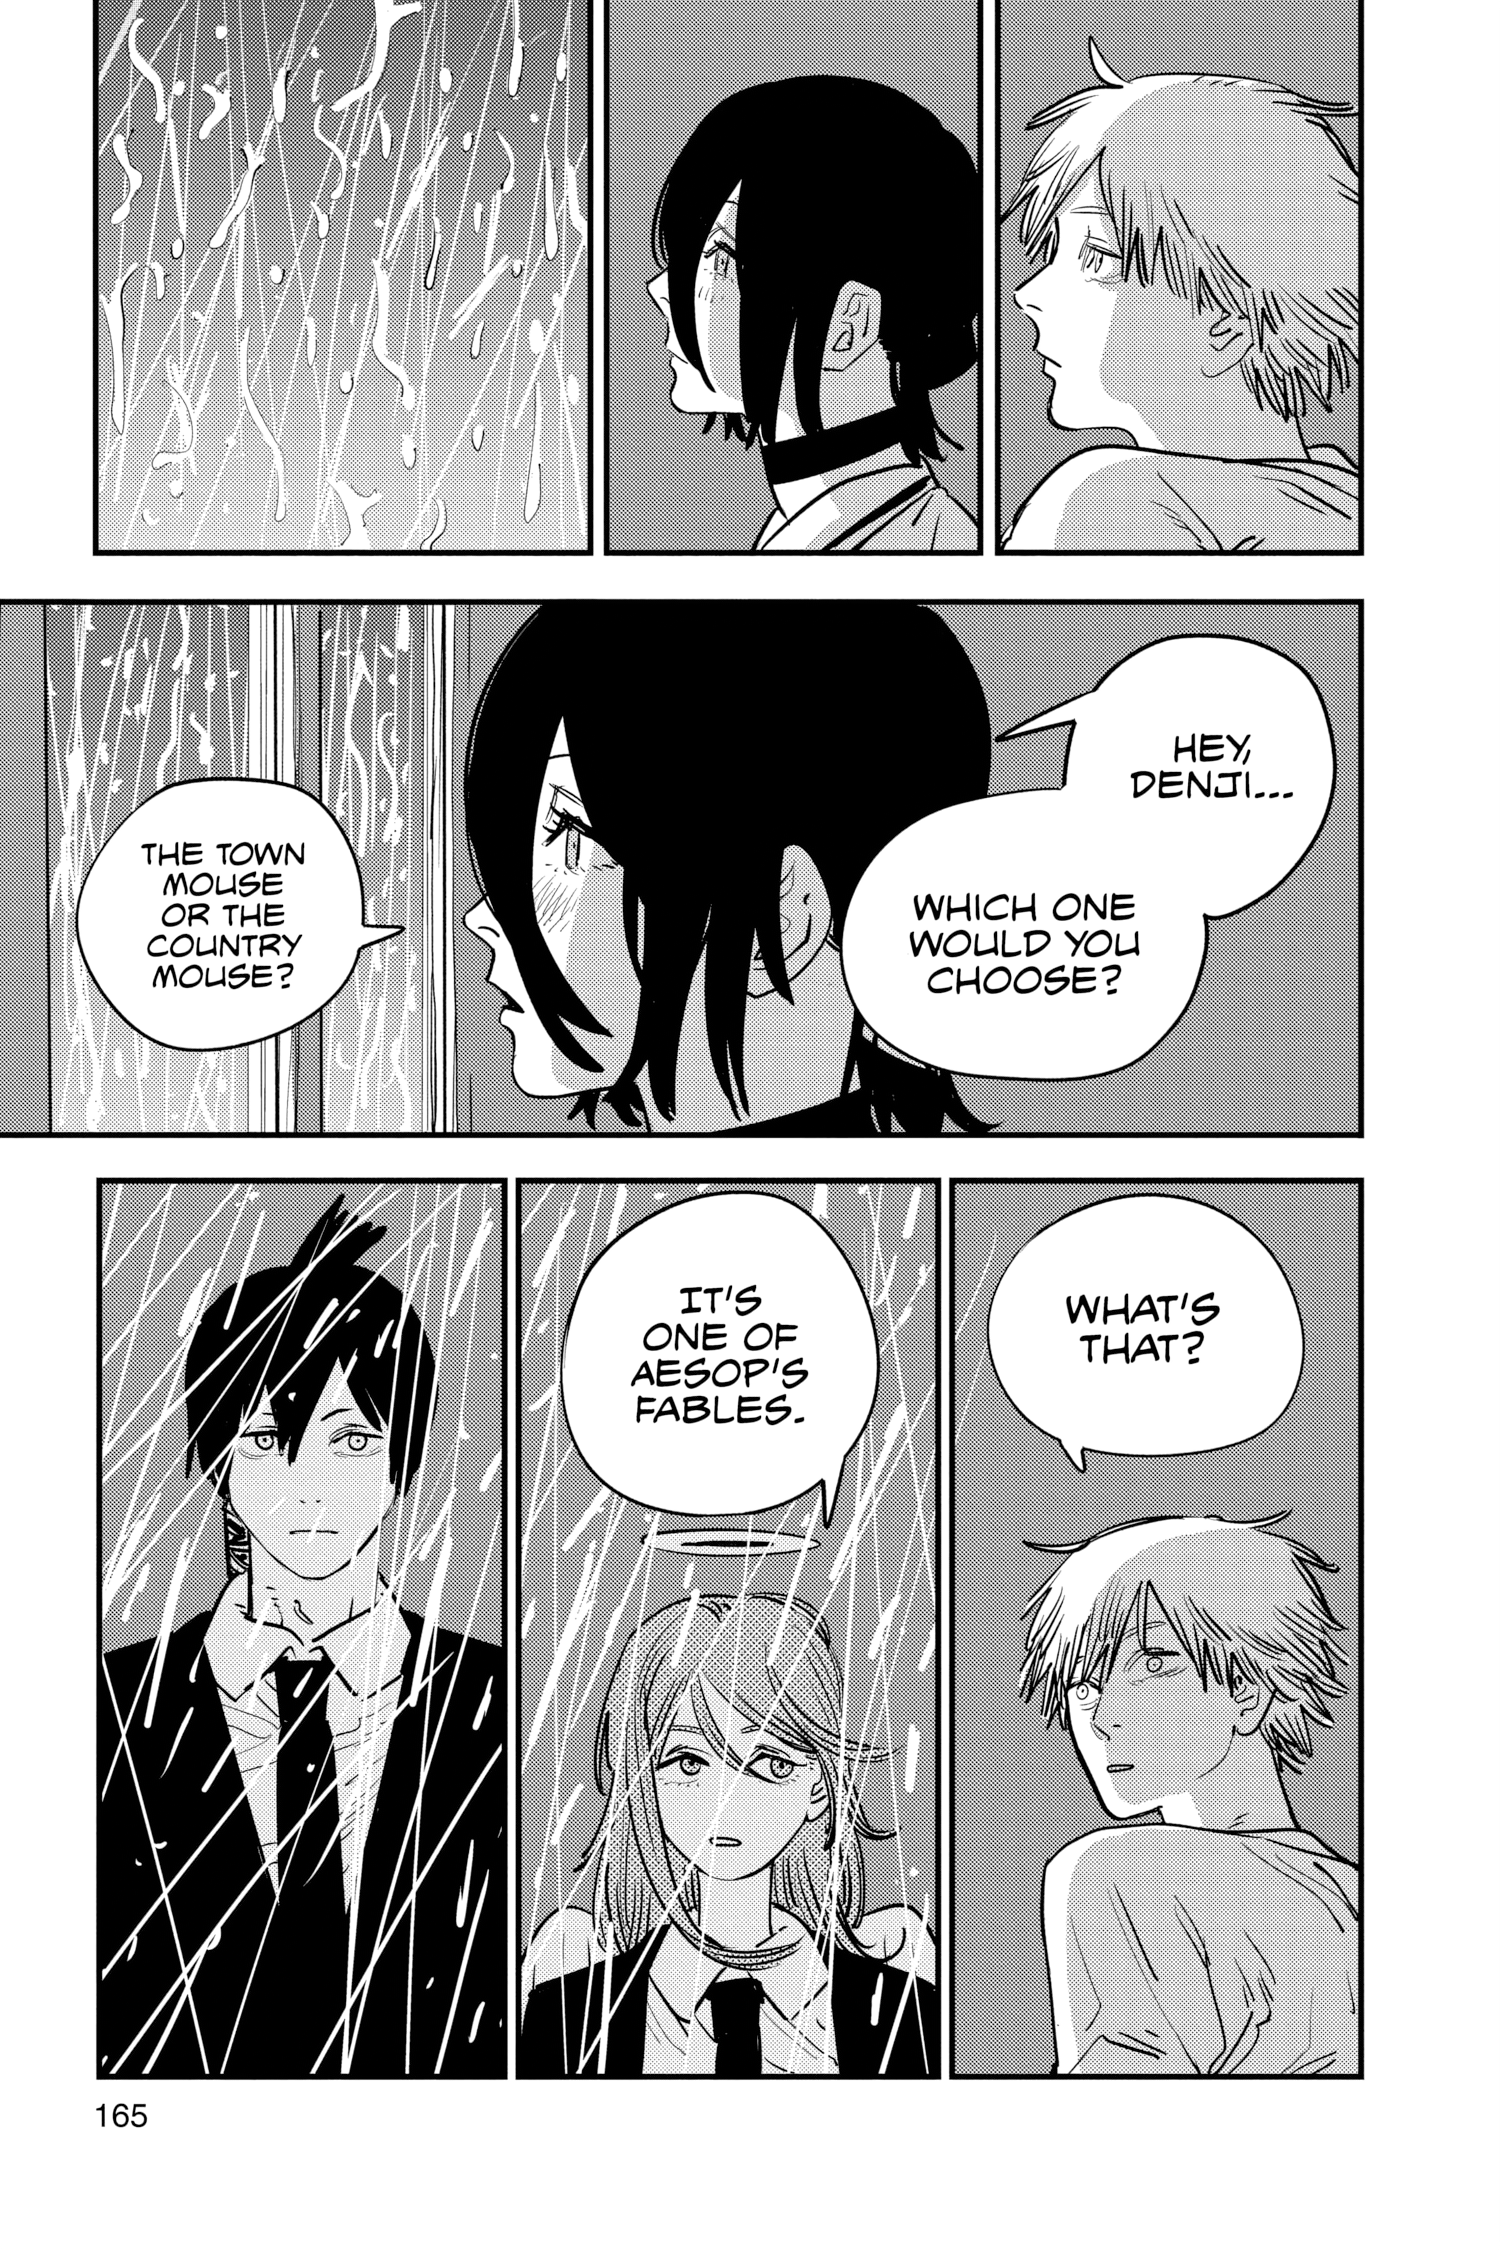 HEY,
DENJI...
WHICH ONE
WOULD YOU
CHOOSE?
THE TOWN
MOUSE
OR THE
COUNTRY
MOUSE?
WHAT'S
THAT?
IT'S
ONE OF
AESOP'S
FABLES.
165